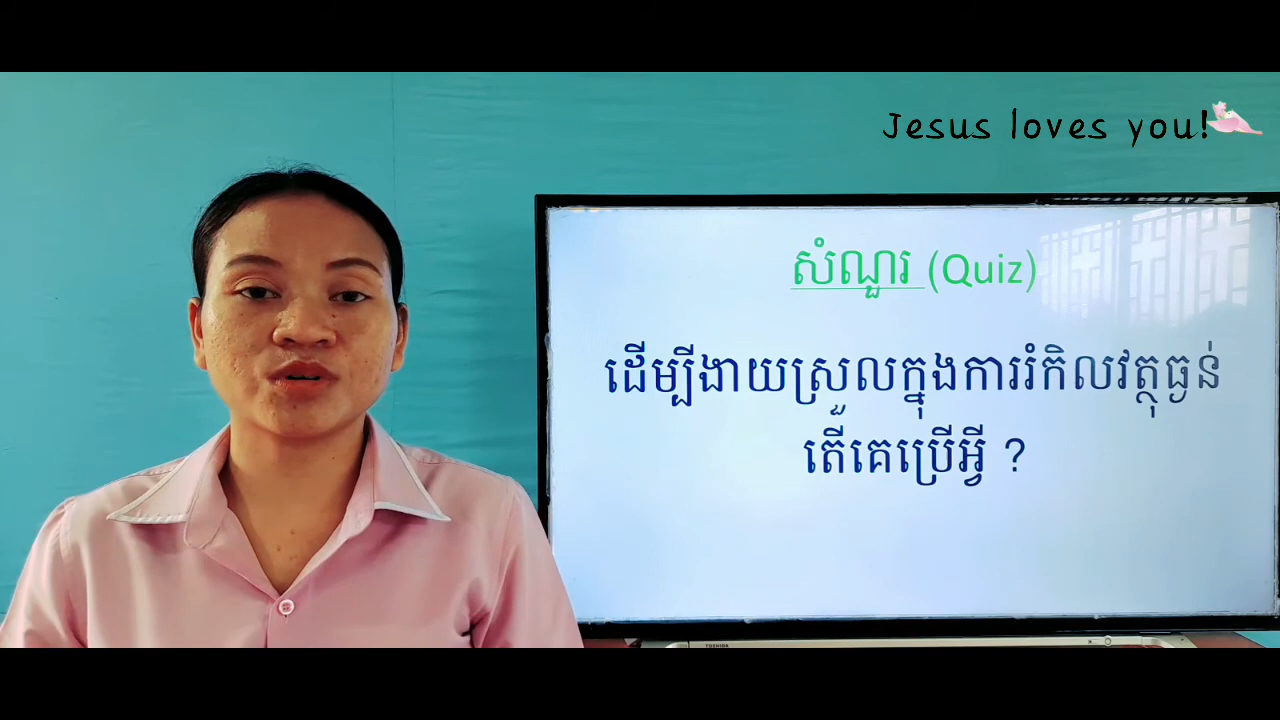 Jesus loves you!
សំណួរ (Quiz)
ដើម្បីងាយស្រួលក្នុងការរំកិលវត្ថុធ្ងន់
តើគេប្រើអ្វី ?
TOSHIBA